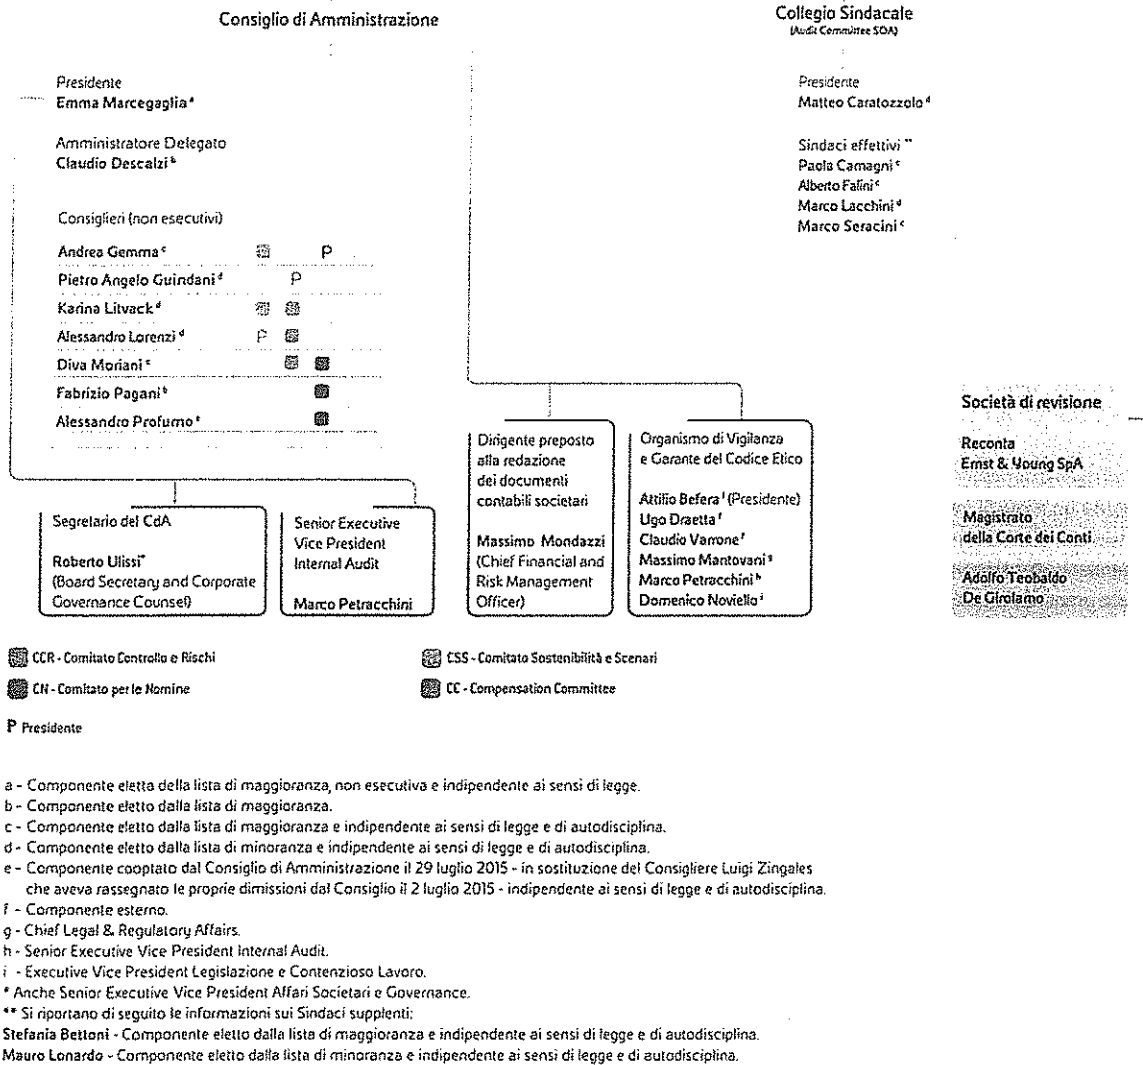 Consiglio di Amministrazione
Presidente
Emma Marcegaglia ᵃ
Amministratore Delegato
Claudio Descalzi ᵇ
Consiglieri (non esecutivi)
Andrea Gemma ᶜ P
Pietro Angelo Guindani ᵈ P
Karina Litvack ᵈ
Alessandro Lorenzi ᵈ P
Diva Moriani ᶜ
Fabrizio Pagani ᵇ
Alessandro Profumo ᵉ
Collegio Sindacale
(Audit Committee SOA)
Presidente
Matteo Caratozzolo ᵈ
Sindaci effettivi **
Paola Camagni ᶜ
Alberto Falini ᶜ
Marco Lacchini ᵈ
Marco Seracini ᶜ
Segretario del CdA
Roberto Ulissi*
(Board Secretary and Corporate
Governance Counsel)
Senior Executive
Vice President
Internal Audit
Marco Petracchini
Dirigente preposto
alla redazione
dei documenti
contabili societari
Massimo Mondazzi
(Chief Financial and
Risk Management
Officer)
Organismo di Vigilanza
e Garante del Codice Etico
Attilio Befera ᶠ (Presidente)
Ugo Draetta ᶠ
Claudio Varrone ᶠ
Massimo Mantovani ᵍ
Marco Petracchini ʰ
Domenico Noviello ⁱ
Società di revisione
Reconta
Ernst & Young SpA
Magistrato
della Corte dei Conti
Adolfo Teobaldo
De Girolamo
CCR - Comitato Controllo e Rischi
CSS - Comitato Sostenibilità e Scenari
CN - Comitato per le Nomine
CC - Compensation Committee
P Presidente
a - Componente eletta della lista di maggioranza, non esecutiva e indipendente ai sensi di legge.
b - Componente eletto dalla lista di maggioranza.
c - Componente eletto dalla lista di maggioranza e indipendente ai sensi di legge e di autodisciplina.
d - Componente eletto dalla lista di minoranza e indipendente ai sensi di legge e di autodisciplina.
e - Componente cooptato dal Consiglio di Amministrazione il 29 luglio 2015 - in sostituzione del Consigliere Luigi Zingales
che aveva rassegnato le proprie dimissioni dal Consiglio il 2 luglio 2015 - indipendente ai sensi di legge e di autodisciplina.
f - Componente esterno.
g - Chief Legal & Regulatory Affairs.
h - Senior Executive Vice President Internal Audit.
i - Executive Vice President Legislazione e Contenzioso Lavoro.
* Anche Senior Executive Vice President Affari Societari e Governance.
** Si riportano di seguito le informazioni sui Sindaci supplenti:
Stefania Bettoni - Componente eletto dalla lista di maggioranza e indipendente ai sensi di legge e di autodisciplina.
Mauro Lonardo - Componente eletto dalla lista di minoranza e indipendente ai sensi di legge e di autodisciplina.